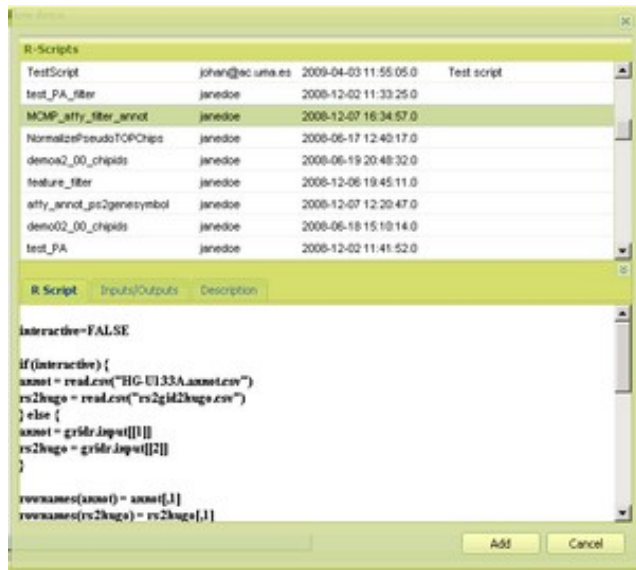 R-Scripts
TestScript johan@ac.uma.es 2009-04-03 11:55:05.0 Test script
test_PA_filter janedoe 2008-12-02 11:33:25.0
MCMP_affy_filter_annot janedoe 2008-12-07 16:34:57.0
NormalizePseudoTOPChips janedoe 2008-06-17 12:40:17.0
demoa2_00_chipids janedoe 2008-06-19 20:48:32.0
feature_filter janedoe 2008-12-06 19:45:11.0
affy_annot_ps2genesymbol janedoe 2008-12-07 12:20:47.0
demo02_00_chipids janedoe 2008-06-18 15:10:14.0
test_PA janedoe 2008-12-02 11:41:52.0
R Script Inputs/Outputs Description
interactive=FALSE
if (interactive) {
annot = read.csv("HG-U133A.annot.csv")
rs2hugo = read.csv("rs2gid2hugo.csv")
} else {
annot = gridr.input[[1]]
rs2hugo = gridr.input[[2]]
}
rownames(annot) = annot[,1]
rownames(rs2hugo) = rs2hugo[,1]
Add Cancel